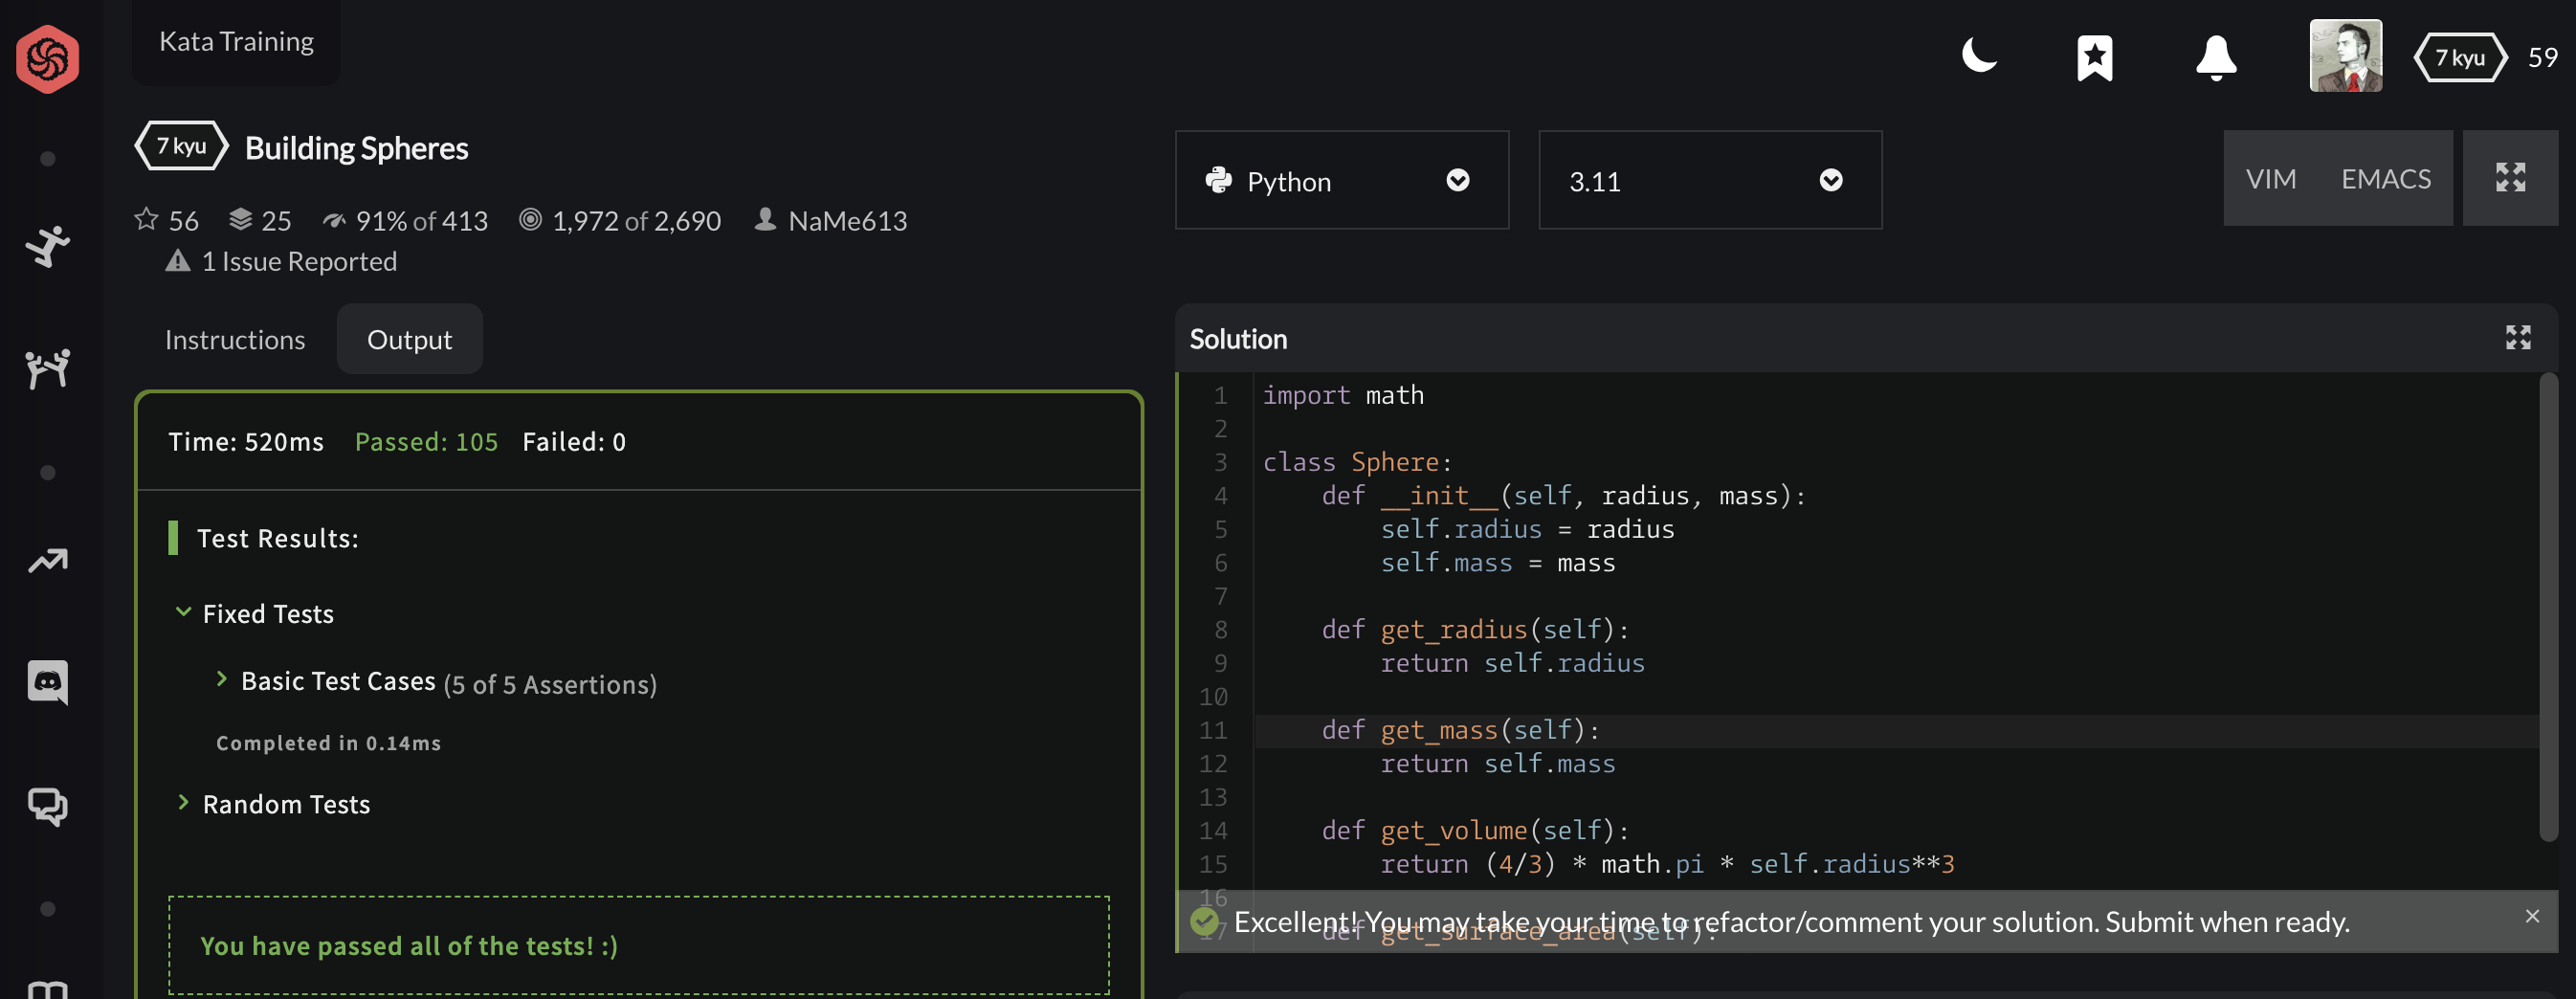 Kata Training
7 kyu 59
7 kyu Building Spheres
56 25 91% of 413 1,972 of 2,690 NaMe613
1 Issue Reported
Python
3.11
VIM EMACS
Instructions Output
Time: 520ms Passed: 105 Failed: 0
Test Results:
Fixed Tests
Basic Test Cases (5 of 5 Assertions)
Completed in 0.14ms
Random Tests
You have passed all of the tests! :)
Solution
1 import math
2
3 class Sphere:
4     def __init__(self, radius, mass):
5         self.radius = radius
6         self.mass = mass
7
8     def get_radius(self):
9         return self.radius
10
11     def get_mass(self):
12         return self.mass
13
14     def get_volume(self):
15         return (4/3) * math.pi * self.radius**3
16
17     def get_surface_area(self):
Excellent! You may take your time to refactor/comment your solution. Submit when ready.